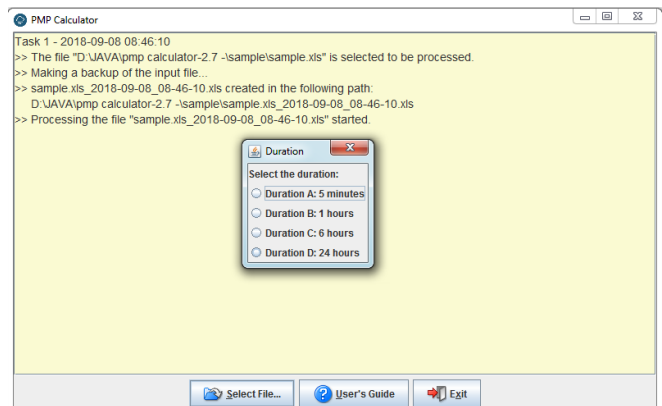 PMP Calculator
Task 1 - 2018-09-08 08:46:10
>> The file "D:\JAVA\pmp calculator-2.7 -\sample\sample.xls" is selected to be processed.
>> Making a backup of the input file...
>> sample.xls_2018-09-08_08-46-10.xls created in the following path:
D:\JAVA\pmp calculator-2.7 -\sample\sample.xls_2018-09-08_08-46-10.xls
>> Processing the file "sample.xls_2018-09-08_08-46-10.xls" started.
Duration
Select the duration:
Duration A: 5 minutes
Duration B: 1 hours
Duration C: 6 hours
Duration D: 24 hours
Select File... User's Guide Exit